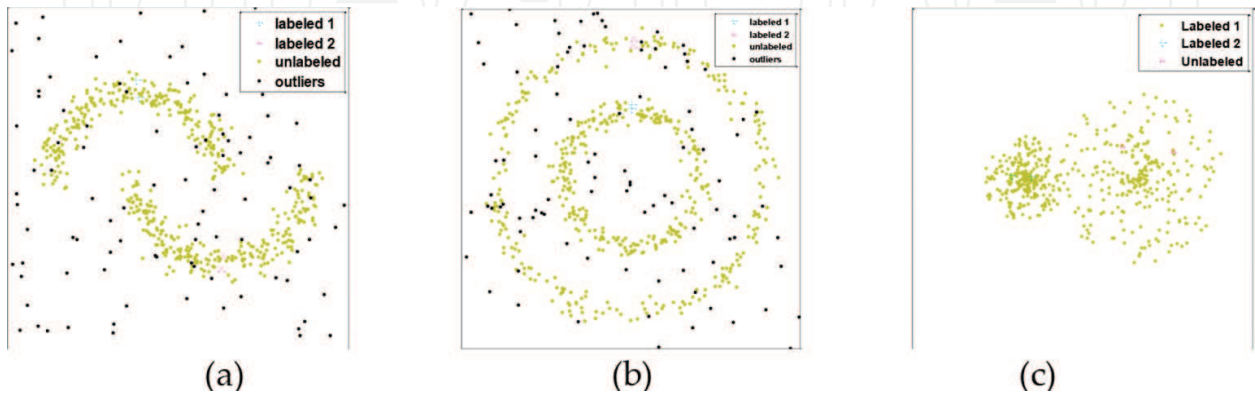 labeled 1
labeled 2
unlabeled
outliers
labeled 1
labeled 2
unlabeled
outliers
Labeled 1
Labeled 2
Unlabeled
(a)
(b)
(c)